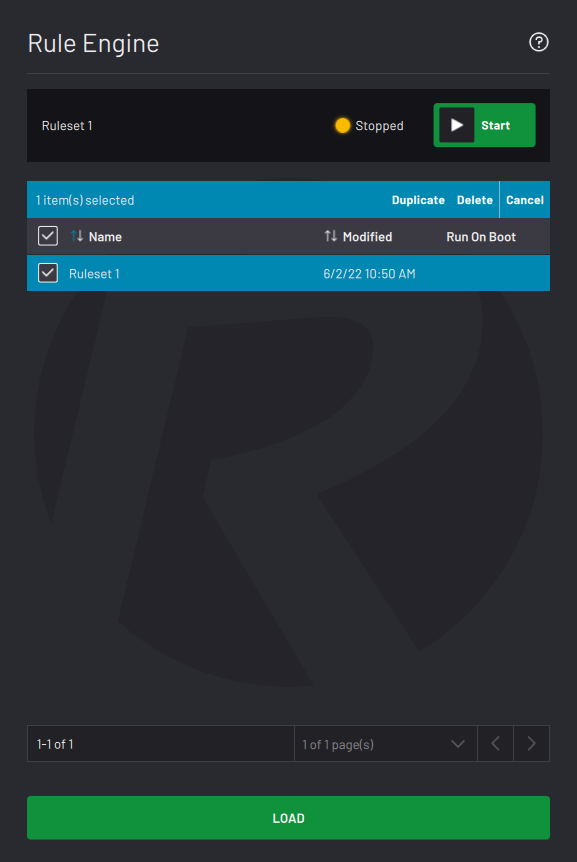 Rule Engine
Ruleset 1 Stopped Start
1 item(s) selected Duplicate Delete Cancel
Name Modified Run On Boot
Ruleset 1 6/2/22 10:50 AM
1-1 of 1 1 of 1 page(s)
LOAD